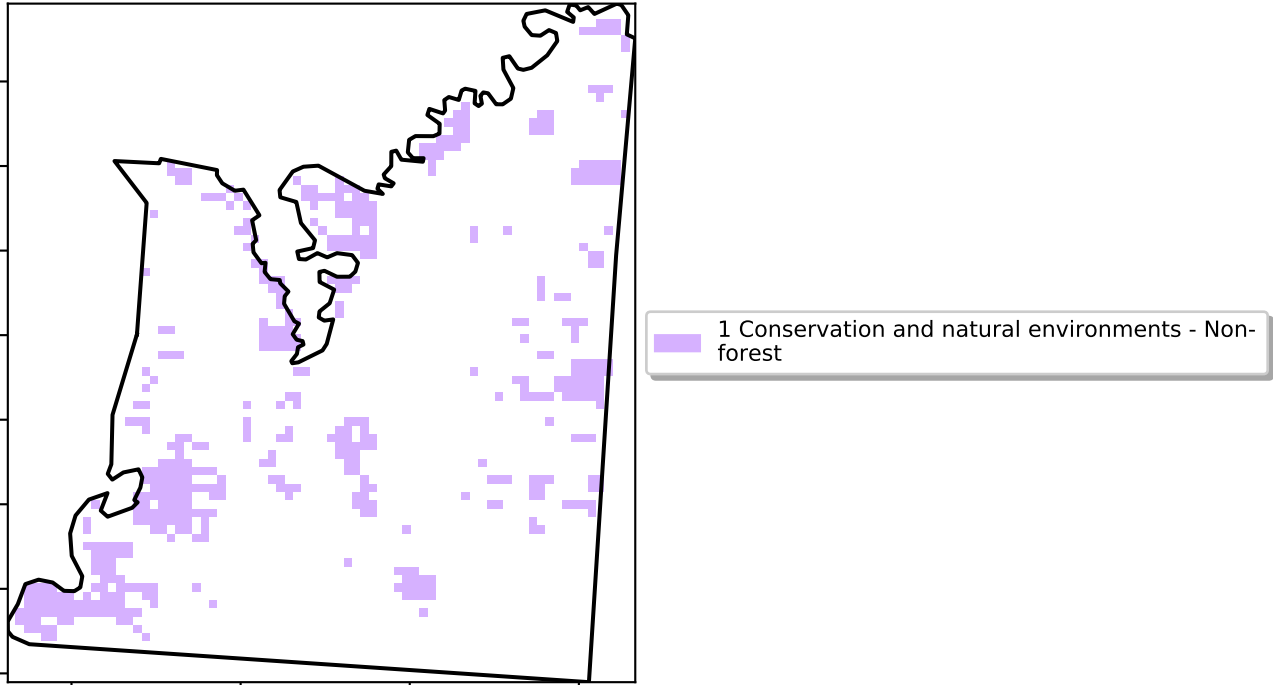 1 Conservation and natural environments - Non-
forest